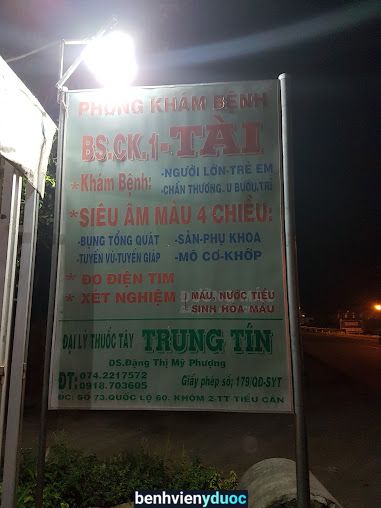 PHÒNG KHÁM BỆNH
BS.CK.1-TÀI
*Khám Bệnh: -NGƯỜI LỚN-TRẺ EM
-CHẤN THƯƠNG, U BƯỚU, TRĨ
*SIÊU ÂM MÀU 4 CHIỀU:
-BỤNG TỔNG QUÁT -SẢN-PHỤ KHOA
-TUYẾN VÚ-TUYẾN GIÁP -MÔ CƠ-KHỚP
* ĐO ĐIỆN TIM
* XÉT NGHIỆM : MÁU, NƯỚC TIỂU
SINH HÓA MÁU
ĐẠI LÝ THUỐC TÂY TRUNG TÍN
DS.Đặng Thị Mỹ Phượng
ĐT: 074.2217572
0918.703605 Giấy phép số; 179/QĐ-SYT
ĐC: SỐ 73.QUỐC LỘ 60. KHÓM 2-TT TIỂU CẦN
benhvienyduoc